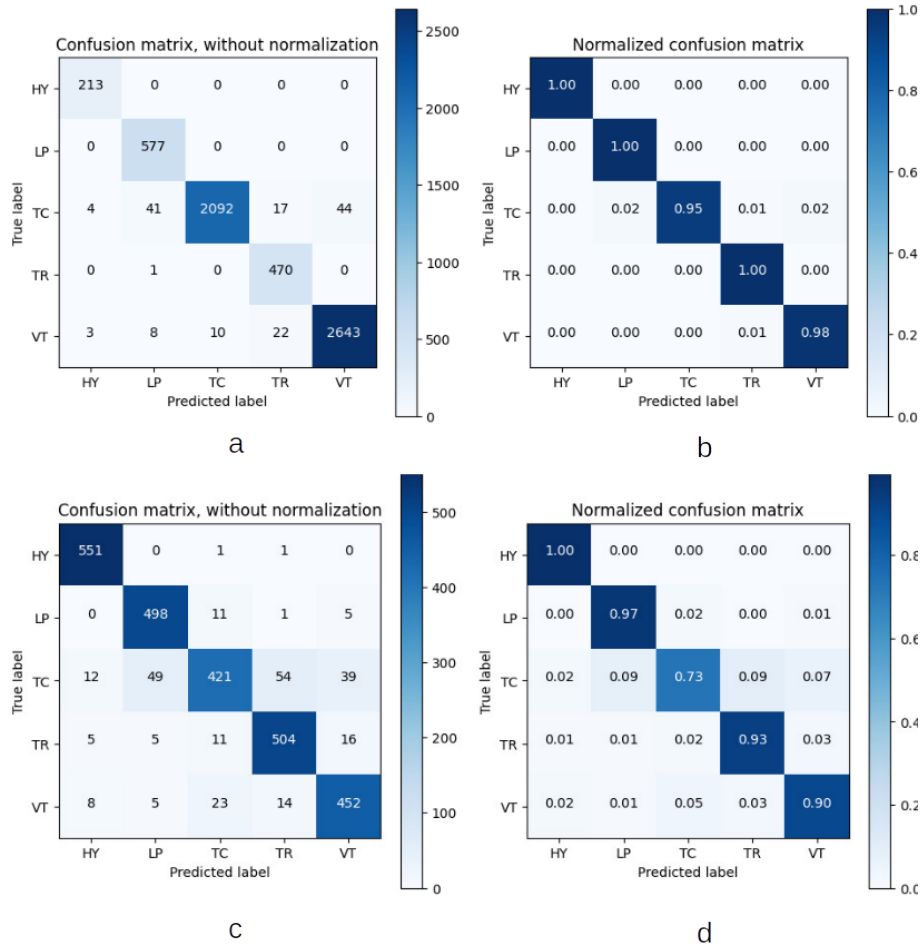 Confusion matrix, without normalization
HY 213 0 0 0 0
LP 0 577 0 0 0
TC 4 41 2092 17 44
TR 0 1 0 470 0
VT 3 8 10 22 2643
HY LP TC TR VT
True label
Predicted label
2500
2000
1500
1000
500
0
a
Normalized confusion matrix
HY 1.00 0.00 0.00 0.00 0.00
LP 0.00 1.00 0.00 0.00 0.00
TC 0.00 0.02 0.95 0.01 0.02
TR 0.00 0.00 0.00 1.00 0.00
VT 0.00 0.00 0.00 0.01 0.98
HY LP TC TR VT
True label
Predicted label
1.0
0.8
0.6
0.4
0.2
0.0
b
Confusion matrix, without normalization
HY 551 0 1 1 0
LP 0 498 11 1 5
TC 12 49 421 54 39
TR 5 5 11 504 16
VT 8 5 23 14 452
HY LP TC TR VT
True label
Predicted label
500
400
300
200
100
0
c
Normalized confusion matrix
HY 1.00 0.00 0.00 0.00 0.00
LP 0.00 0.97 0.02 0.00 0.01
TC 0.02 0.09 0.73 0.09 0.07
TR 0.01 0.01 0.02 0.93 0.03
VT 0.02 0.01 0.05 0.03 0.90
HY LP TC TR VT
True label
Predicted label
0.8
0.6
0.4
0.2
0.0
d